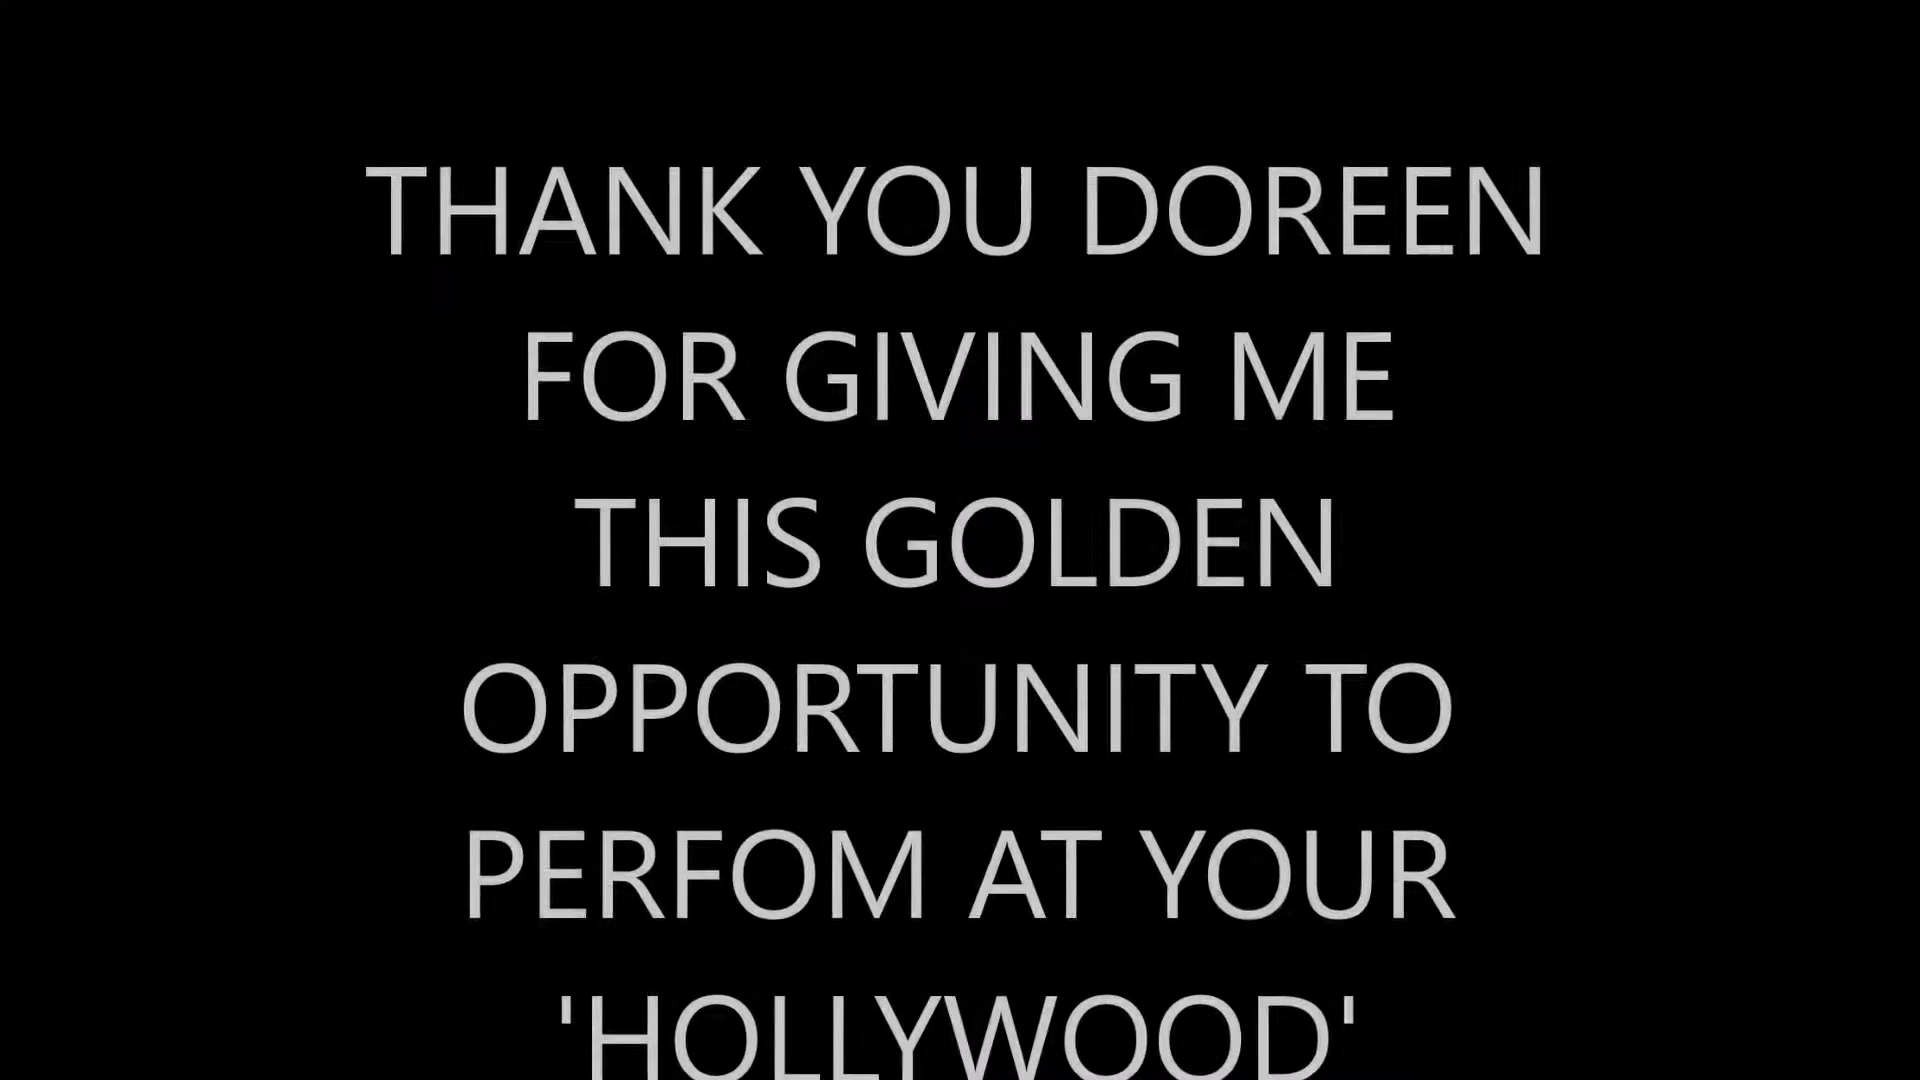 THANK YOU DOREEN
FOR GIVING ME
THIS GOLDEN
OPPORTUNITY TO
PERFOM AT YOUR
'HOLLYWOOD'